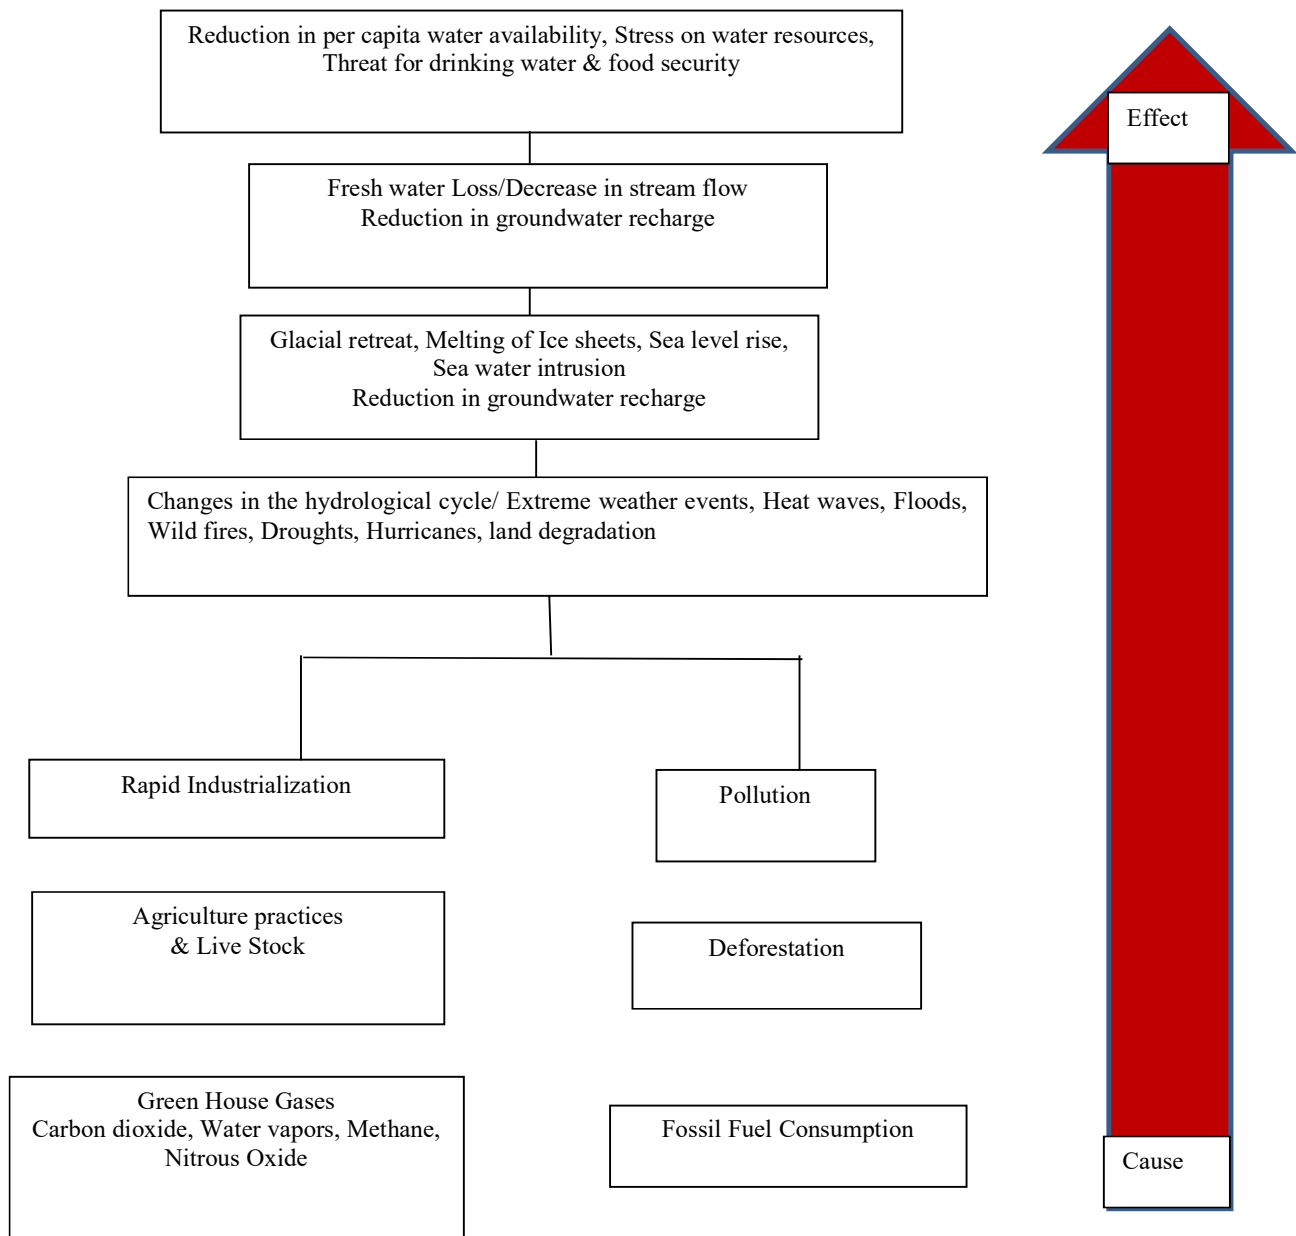 Reduction in per capita water availability, Stress on water resources,
Threat for drinking water & food security
Effect
Fresh water Loss/Decrease in stream flow
Reduction in groundwater recharge
Glacial retreat, Melting of Ice sheets, Sea level rise,
Sea water intrusion
Reduction in groundwater recharge
Changes in the hydrological cycle/ Extreme weather events, Heat waves, Floods,
Wild fires, Droughts, Hurricanes, land degradation
Rapid Industrialization
Pollution
Agriculture practices
& Live Stock
Deforestation
Green House Gases
Carbon dioxide, Water vapors, Methane,
Nitrous Oxide
Fossil Fuel Consumption
Cause